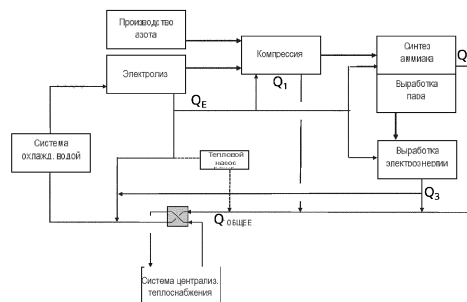 Производство
азота
Компрессия
Синтез
аммиака
Q
Электролиз
Q1
Выработка
пара
QE
Система
охлажд. водой
Тепловой
насос
Выработка
электроэнергии
Q3
Q ОБЩЕЕ
Система централиз.
теплоснабжения